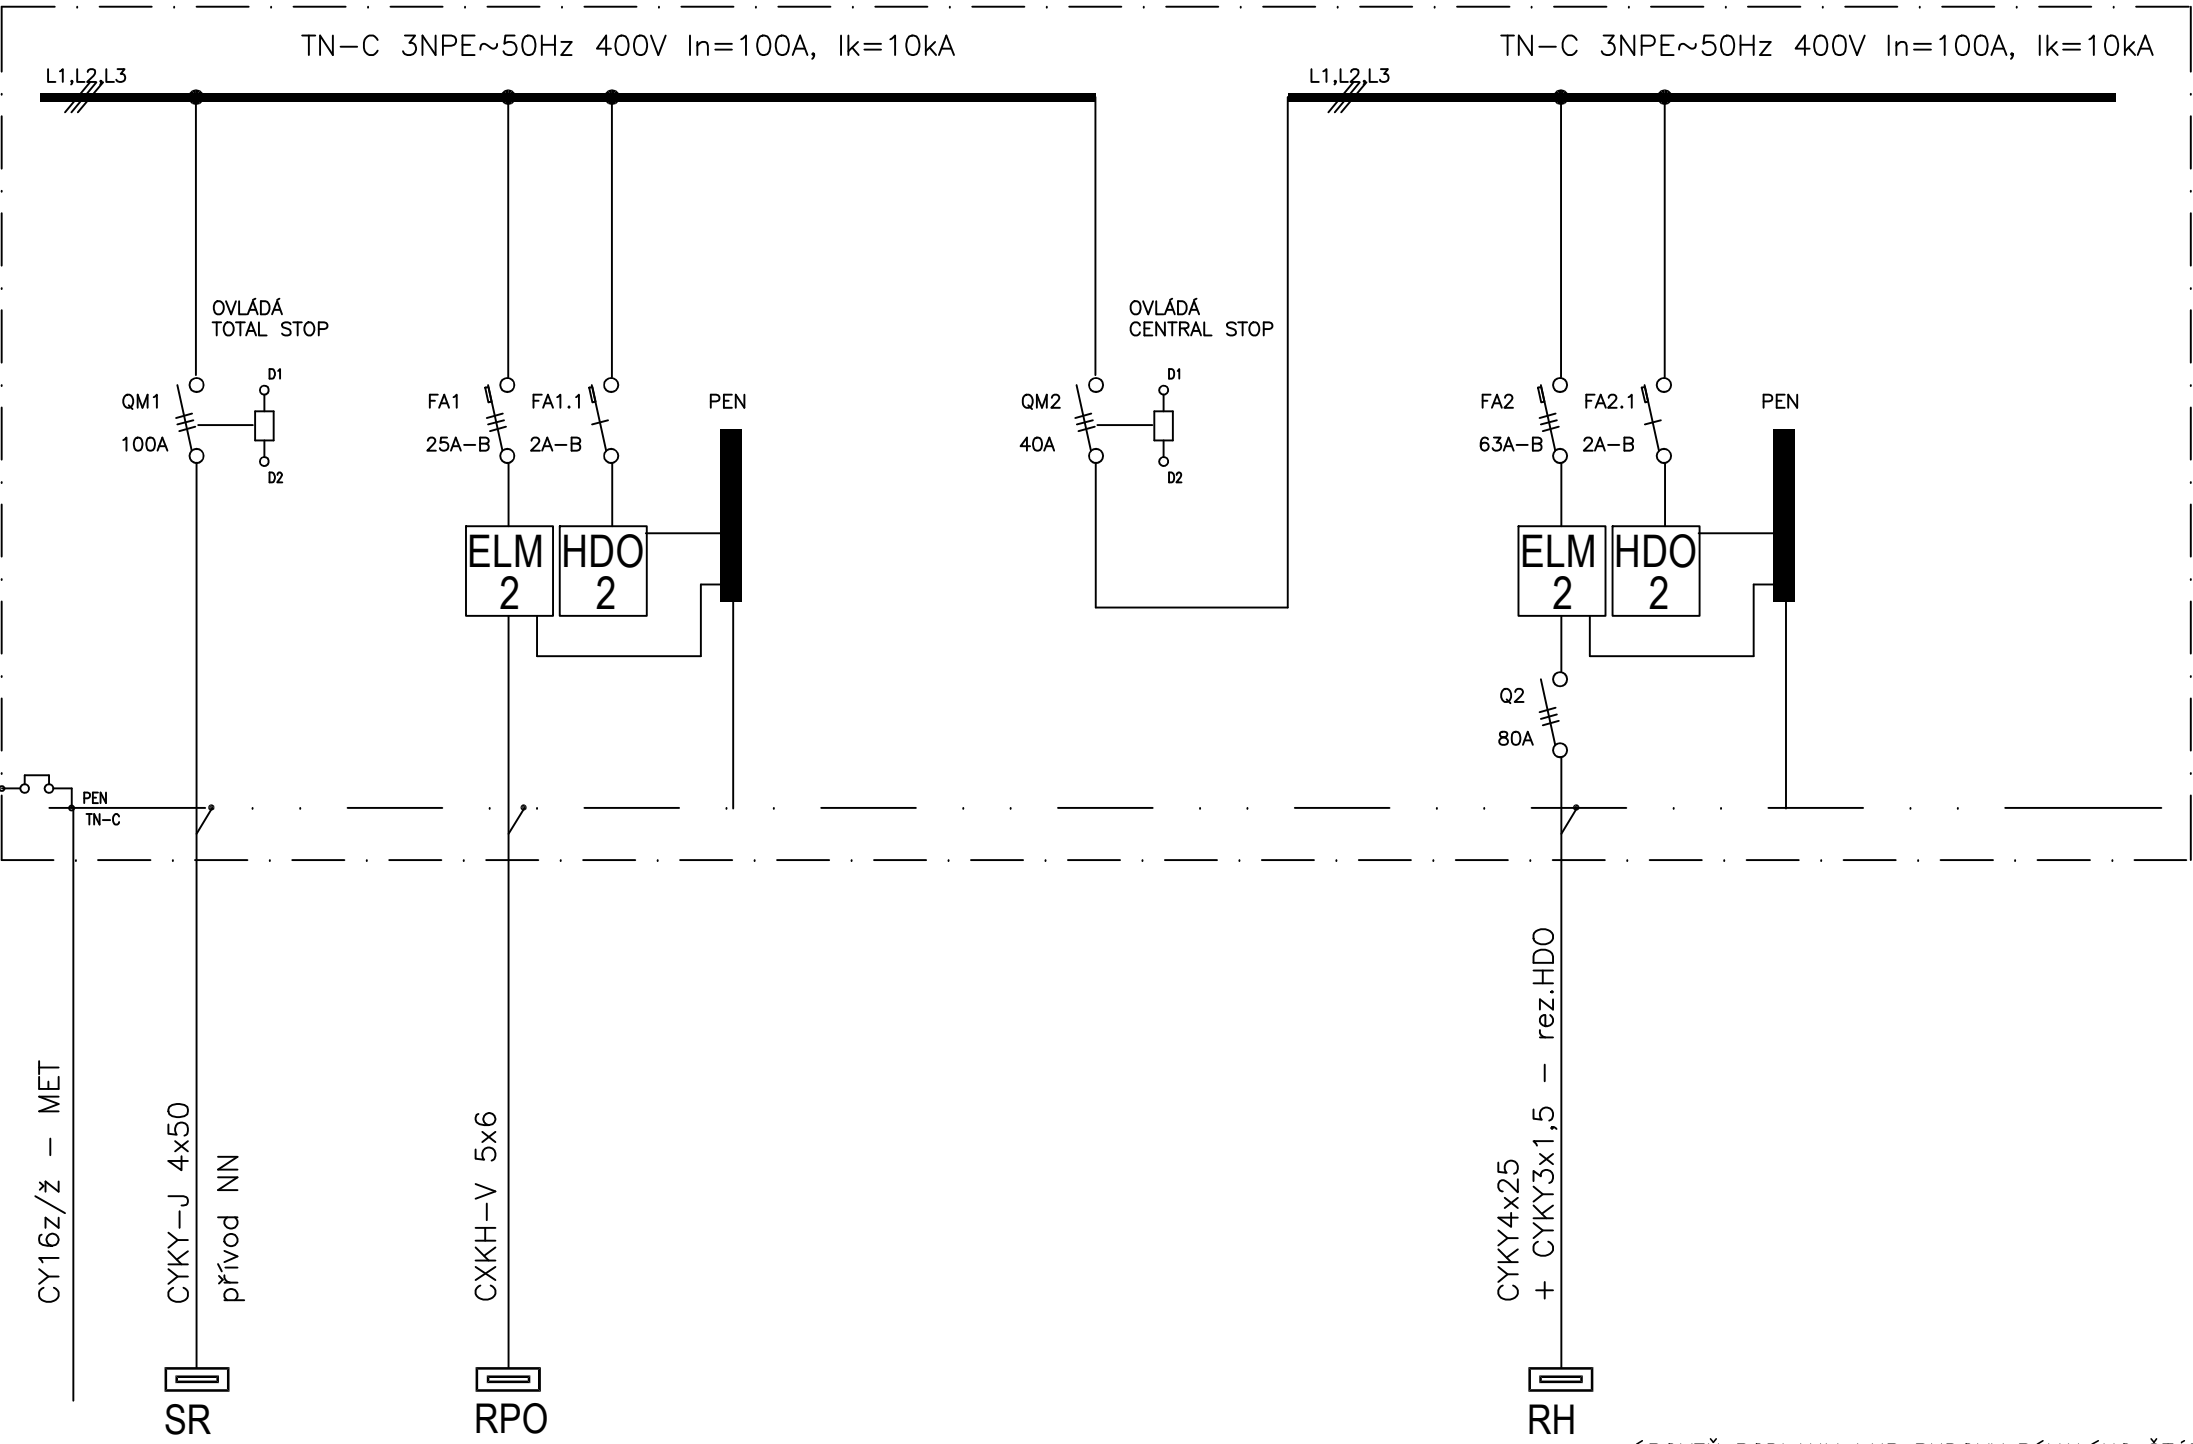 TN-C 3NPE~50Hz 400V In=100A, Ik=10kA
TN-C 3NPE~50Hz 400V In=100A, Ik=10kA
L1,L2,L3
L1,L2,L3
OVLÁDÁ
TOTAL STOP
OVLÁDÁ
CENTRAL STOP
D1
D1
QM1
FA1
FA1.1
PEN
QM2
FA2
FA2.1
PEN
100A
25A-B
2A-B
40A
63A-B
2A-B
D2
D2
ELM
2
HDO
2
ELM
2
HDO
2
Q2
80A
PEN
TN-C
CY16z/ž - MET
CYKY-J 4x50
přívod NN
CXKH-V 5x6
CYKY4x25
+ CYKY3x1,5 - rez.HDO
SR
RPO
RH